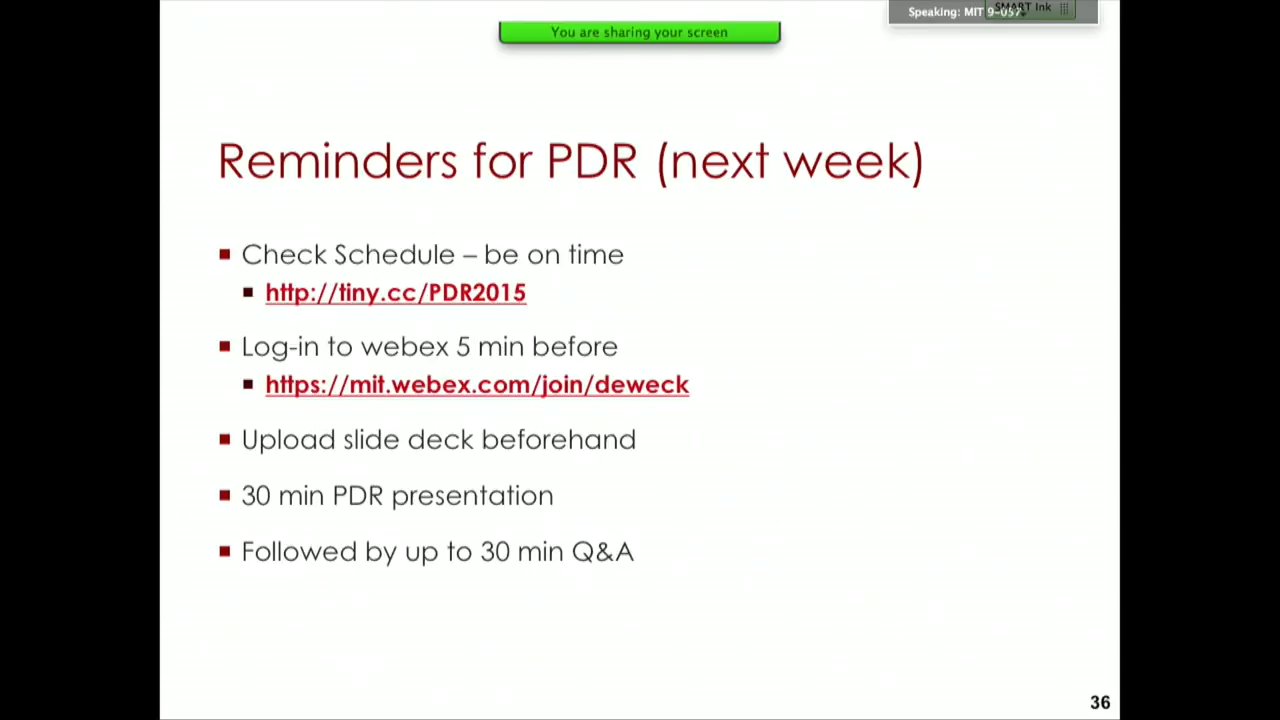 Speaking: MIT 9-057
SMART Ink
You are sharing your screen
Reminders for PDR (next week)
Check Schedule – be on time
http://tiny.cc/PDR2015
Log-in to webex 5 min before
https://mit.webex.com/join/deweck
Upload slide deck beforehand
30 min PDR presentation
Followed by up to 30 min Q&A
36